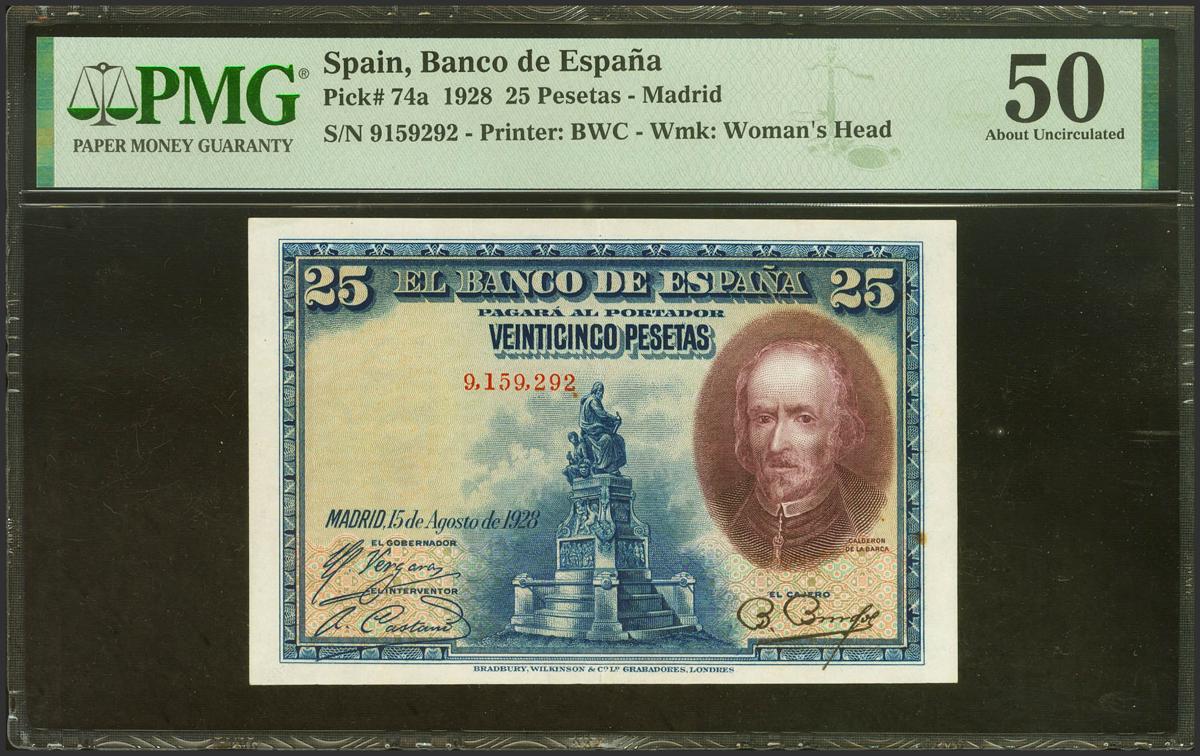 PMG®
PAPER MONEY GUARANTY
Spain, Banco de España
Pick# 74a 1928 25 Pesetas - Madrid
S/N 9159292 - Printer: BWC - Wmk: Woman's Head
50
About Uncirculated
25 EL BANCO DE ESPAÑA 25
PAGARÁ AL PORTADOR
VEINTICINCO PESETAS
9,159,292
MADRID, 15 de Agosto de 1928
EL GOBERNADOR
Vergara
EL INTERVENTOR
CALDERON
DE LA BARCA
EL CAJERO
BRADBURY, WILKINSON & Cº Lº GRABADORES, LONDRES